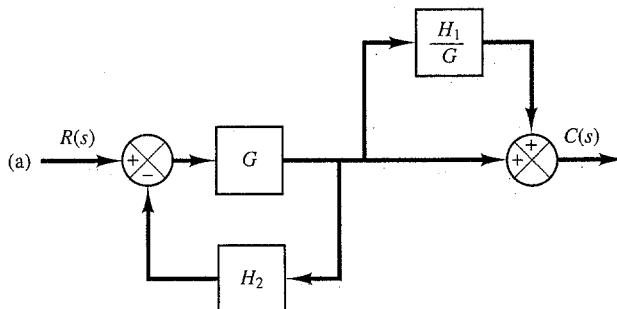 H₁
G
R(s)
C(s)
+
+
(a)
+
−
G
+
H₂